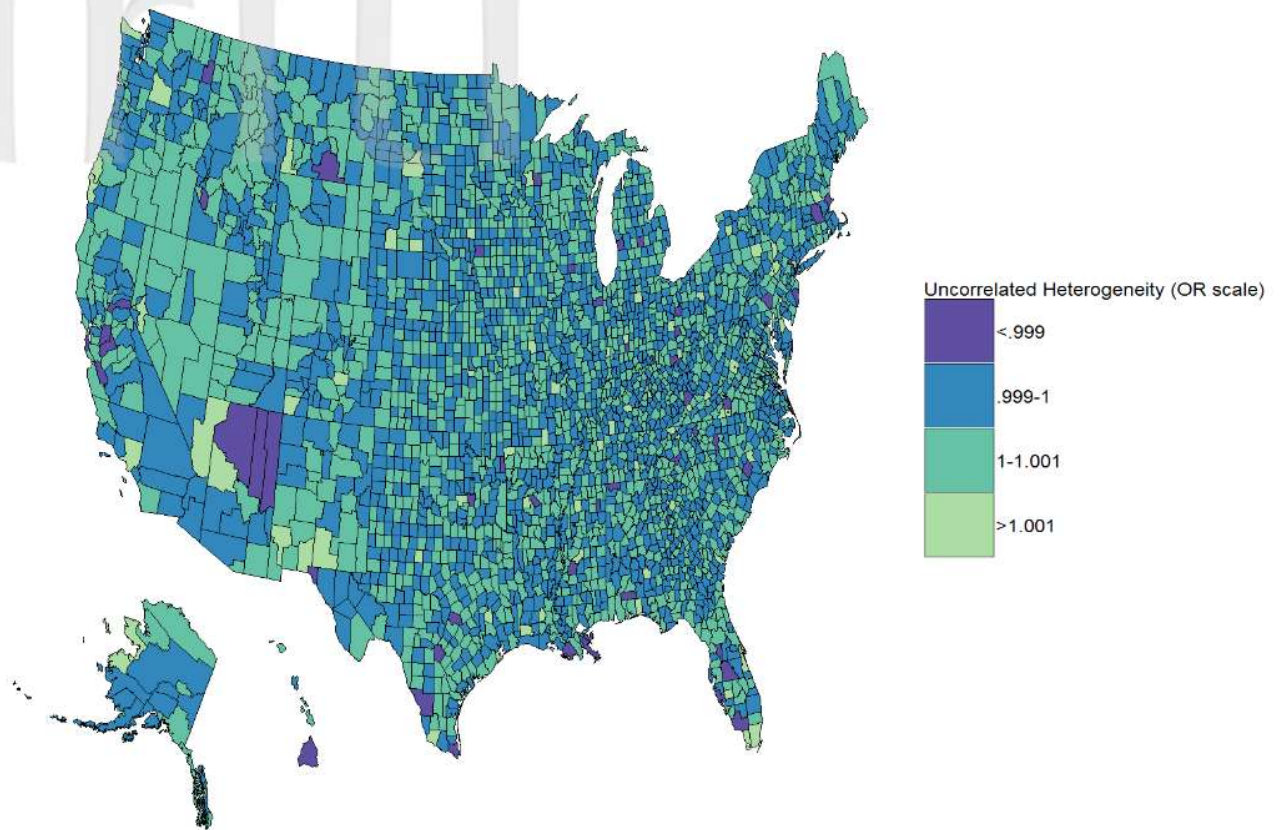 Uncorrelated Heterogeneity (OR scale)
<.999
.999-1
1-1.001
>1.001